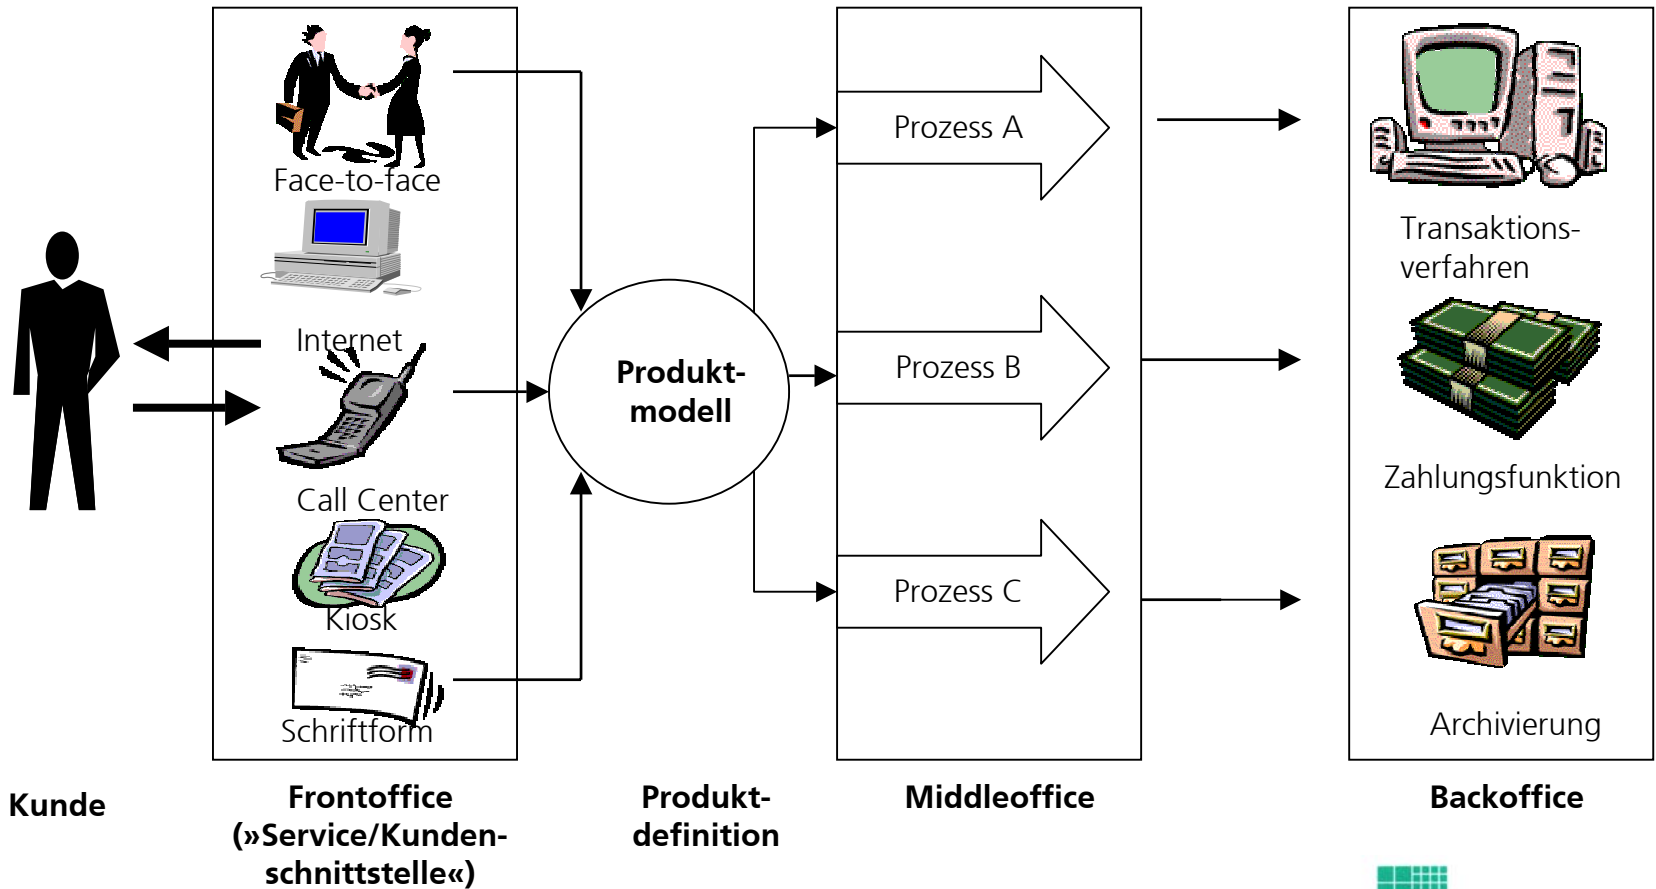 Face-to-face
Internet
Call Center
Kiosk
Schriftform
Produkt-
modell
Prozess A
Prozess B
Prozess C
Transaktions-
verfahren
Zahlungsfunktion
Archivierung
Kunde
Frontoffice
(»Service/Kunden-
schnittstelle«)
Produkt-
definition
Middleoffice
Backoffice